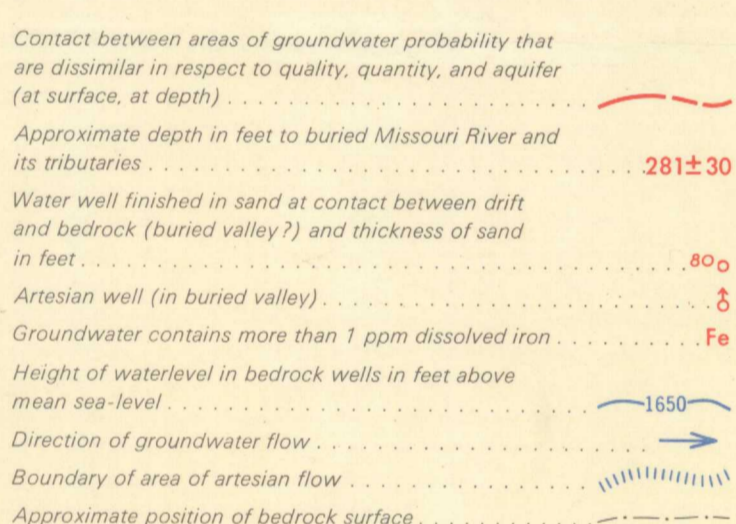 Contact between areas of groundwater probability that
are dissimilar in respect to quality, quantity, and aquifer
(at surface, at depth) . . . . . . . . . . . . . . . . . . . . . . . . . . .
Approximate depth in feet to buried Missouri River and
its tributaries . . . . . . . . . . . . . . . . . . . . . . . . . . . . . . . 281±30
Water well finished in sand at contact between drift
and bedrock (buried valley?) and thickness of sand
in feet . . . . . . . . . . . . . . . . . . . . . . . . . . . . . . . . . . . . . . 80
Artesian well (in buried valley) . . . . . . . . . . . . . . . . . . . . . . .
Groundwater contains more than 1 ppm dissolved iron . . . . . . . . . . Fe
Height of waterlevel in bedrock wells in feet above
mean sea-level . . . . . . . . . . . . . . . . . . . . . . . . . . . . 1650
Direction of groundwater flow . . . . . . . . . . . . . . . . . . . . . .
Boundary of area of artesian flow . . . . . . . . . . . . . . . . . .
Approximate position of bedrock surface . . . . . . . . . . . . .